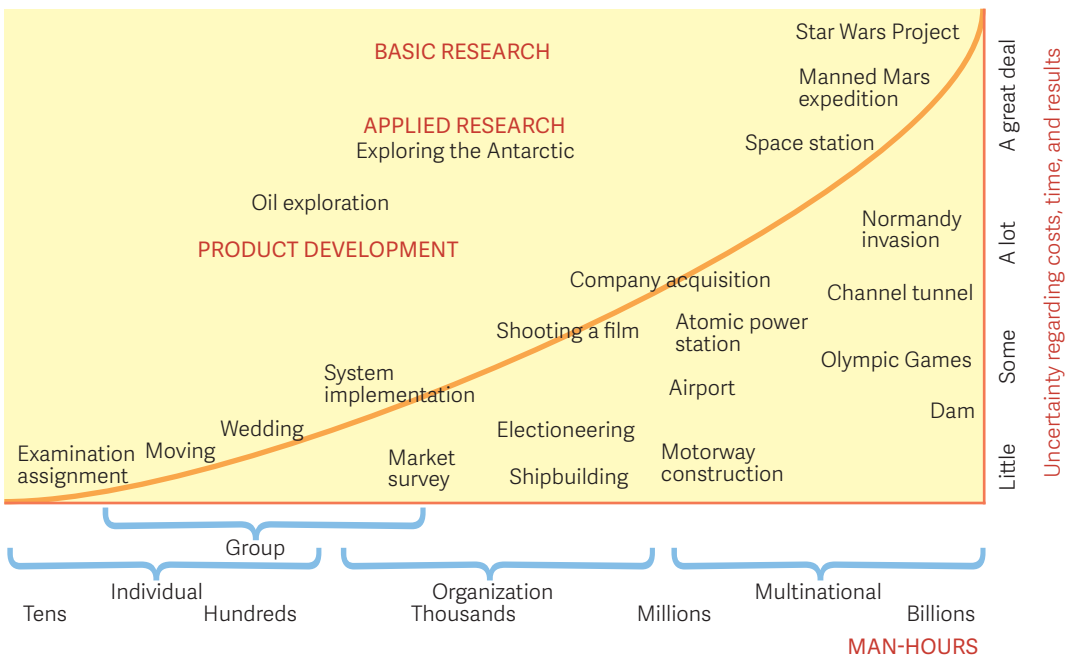 Star Wars Project
BASIC RESEARCH
Manned Mars
expedition
APPLIED RESEARCH
Exploring the Antarctic
Space station
Oil exploration
Normandy
invasion
PRODUCT DEVELOPMENT
Company acquisition
Channel tunnel
Shooting a film
Atomic power
station
Olympic Games
System
implementation
Airport
Dam
Wedding
Electioneering
Examination
assignment
Moving
Market
survey
Shipbuilding
Motorway
construction
A great deal
A lot
Some
Little
Uncertainty regarding costs, time, and results
Group
Individual
Organization
Multinational
Tens
Hundreds
Thousands
Millions
Billions
MAN-HOURS